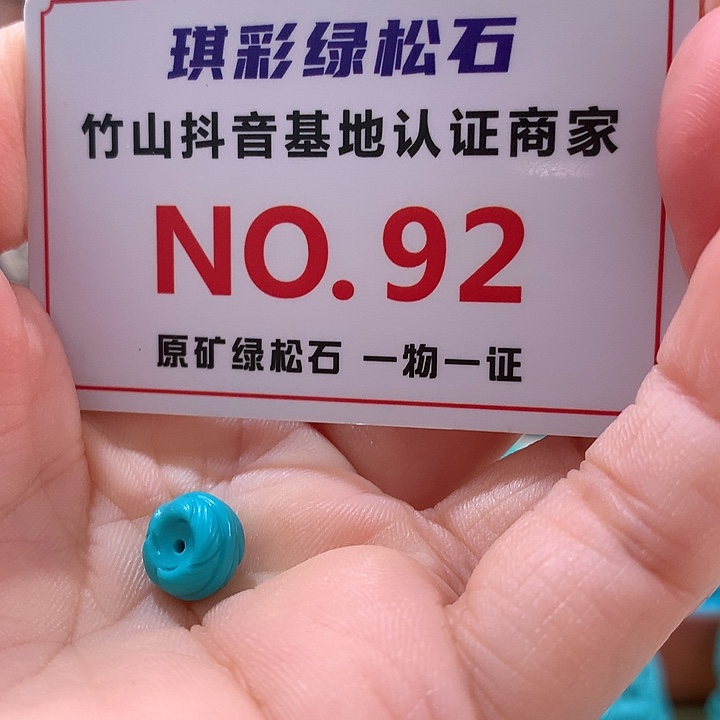 琪彩绿松石
竹山抖音基地认证商家
NO. 92
原矿绿松石 一物一证